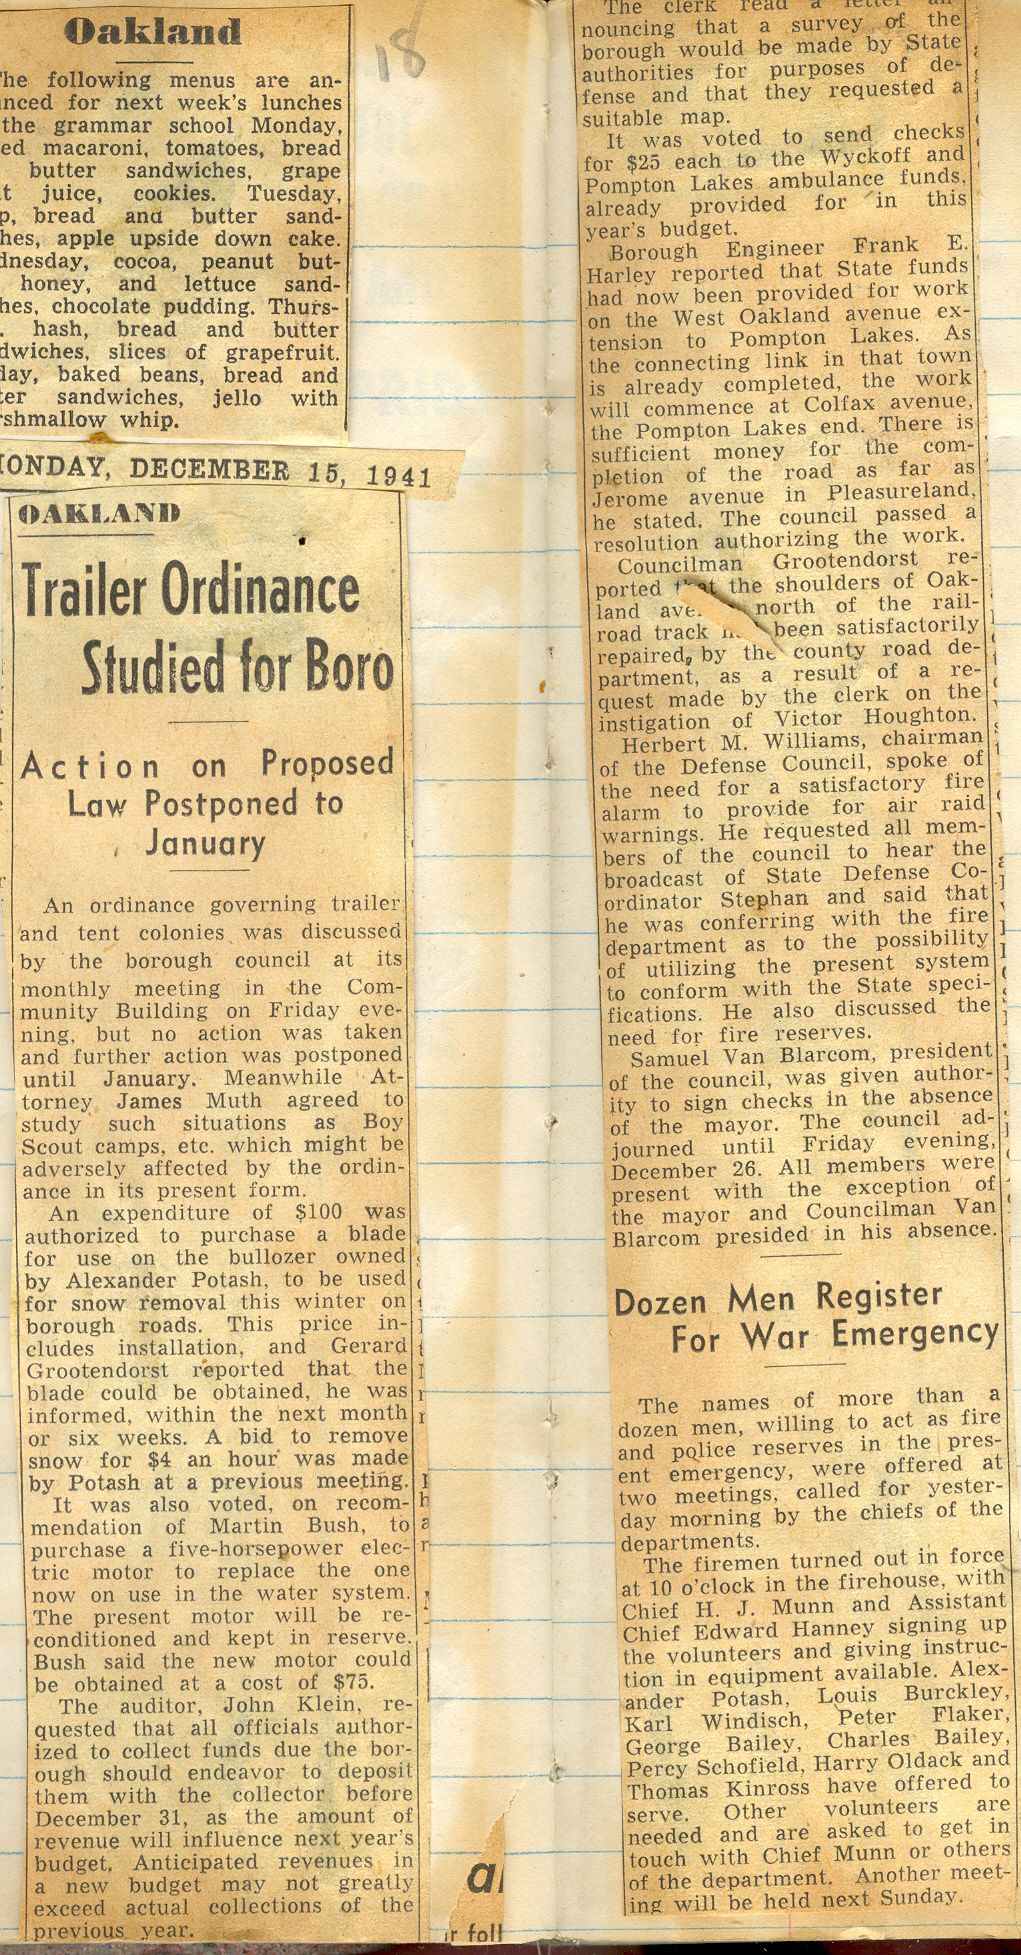 Oakland
he following menus are an-
nced for next week's lunches
the grammar school Monday,
ed macaroni, tomatoes, bread
butter sandwiches, grape
t juice, cookies. Tuesday,
p, bread and butter sand-
hes, apple upside down cake.
dnesday, cocoa, peanut but-
honey, and lettuce sand-
hes, chocolate pudding. Thurs-
. hash, bread and butter
dwiches, slices of grapefruit.
day, baked beans, bread and
ter sandwiches, jello with
rshmallow whip.
18
MONDAY, DECEMBER 15, 1941
OAKLAND
Trailer Ordinance
Studied for Boro
Action on Proposed
Law Postponed to
January
An ordinance governing trailer
and tent colonies was discussed
by the borough council at its
monthly meeting in the Com-
munity Building on Friday eve-
ning, but no action was taken
and further action was postponed
until January. Meanwhile At-
torney James Muth agreed to
study such situations as Boy
Scout camps, etc. which might be
adversely affected by the ordin-
ance in its present form.
An expenditure of $100 was
authorized to purchase a blade
for use on the bullozer owned
by Alexander Potash, to be used
for snow removal this winter on
borough roads. This price in-
cludes installation, and Gerard
Grootendorst reported that the
blade could be obtained, he was
informed, within the next month
or six weeks. A bid to remove
snow for $4 an hour was made
by Potash at a previous meeting.
It was also voted, on recom-
mendation of Martin Bush, to
purchase a five-horsepower elec-
tric motor to replace the one
now on use in the water system.
The present motor will be re-
conditioned and kept in reserve.
Bush said the new motor could
be obtained at a cost of $75.
The auditor, John Klein, re-
quested that all officials author-
ized to collect funds due the bor-
ough should endeavor to deposit
them with the collector before
December 31, as the amount of
revenue will influence next year's
budget. Anticipated revenues in
a new budget may not greatly
exceed actual collections of the
previous year.
The clerk read a letter an-
nouncing that a survey of the
borough would be made by State
authorities for purposes of de-
fense and that they requested a
suitable map.
It was voted to send checks
for $25 each to the Wyckoff and
Pompton Lakes ambulance funds,
already provided for in this
year's budget.
Borough Engineer Frank E.
Harley reported that State funds
had now been provided for work
on the West Oakland avenue ex-
tension to Pompton Lakes. As
the connecting link in that town
is already completed, the work
will commence at Colfax avenue,
the Pompton Lakes end. There is
sufficient money for the com-
pletion of the road as far as
Jerome avenue in Pleasureland,
he stated. The council passed a
resolution authorizing the work.
Councilman Grootendorst re-
ported that the shoulders of Oak-
land ave north of the rail-
road track been satisfactorily
repaired, by the county road de-
partment, as a result of a re-
quest made by the clerk on the
instigation of Victor Houghton.
Herbert M. Williams, chairman
of the Defense Council, spoke of
the need for a satisfactory fire
alarm to provide for air raid
warnings. He requested all mem-
bers of the council to hear the
broadcast of State Defense Co-
ordinator Stephan and said that
he was conferring with the fire
department as to the possibility
of utilizing the present system
to conform with the State speci-
fications. He also discussed the
need for fire reserves.
Samuel Van Blarcom, president
of the council, was given author-
ity to sign checks in the absence
of the mayor. The council ad-
journed until Friday evening,
December 26. All members were
present with the exception of
the mayor and Councilman Van
Blarcom presided in his absence.
Dozen Men Register
For War Emergency
The names of more than a
dozen men, willing to act as fire
and police reserves in the pres-
ent emergency, were offered at
two meetings, called for yester-
day morning by the chiefs of the
departments.
The firemen turned out in force
at 10 o'clock in the firehouse, with
Chief H. J. Munn and Assistant
Chief Edward Hanney signing up
the volunteers and giving instruc-
tion in equipment available. Alex-
ander Potash, Louis Burckley,
Karl Windisch, Peter Flaker,
George Bailey, Charles Bailey,
Percy Schofield, Harry Oldack and
Thomas Kinross have offered to
serve. Other volunteers are
needed and are asked to get in
touch with Chief Munn or others
of the department. Another meet-
ing will be held next Sunday.